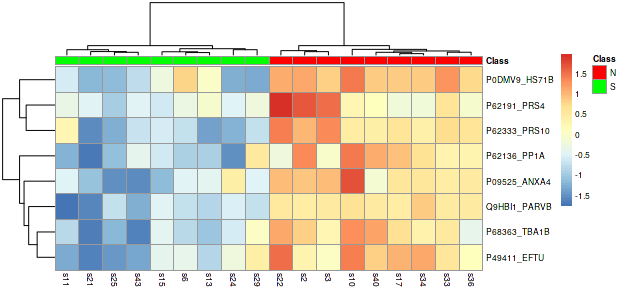 Class
P0DMV9_HS71B
P62191_PRS4
P62333_PRS10
P62136_PP1A
P09525_ANXA4
Q9HBI1_PARVB
P68363_TBA1B
P49411_EFTU
s11 s21 s25 s43 s15 s6 s13 s24 s29 s22 s2 s3 s10 s40 s17 s34 s33 s36
1.5
1
0.5
0
-0.5
-1
-1.5
Class
N
S